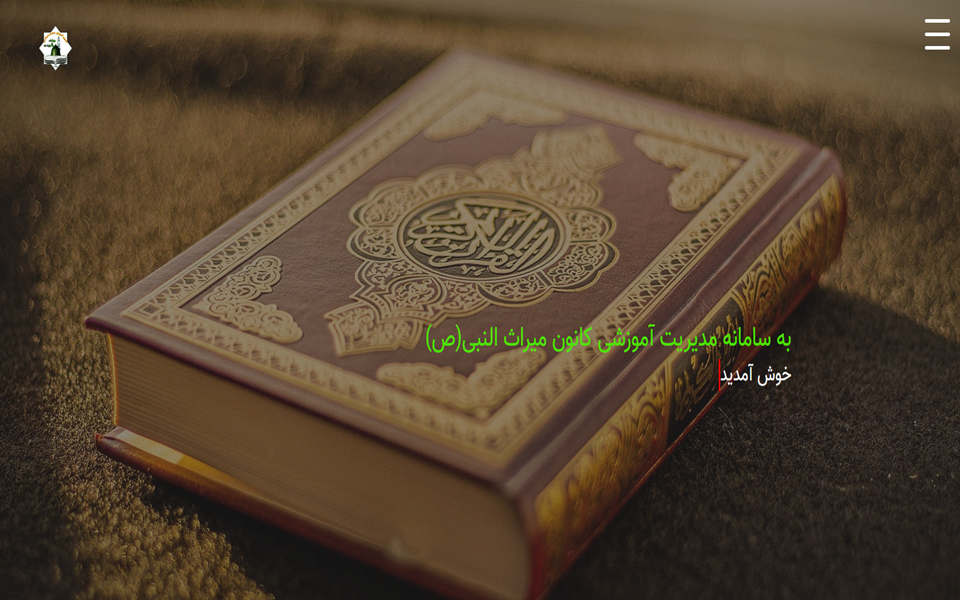 به سامانه مدیریت آموزشی کانون میراث النبی(ص)
خوش آمدید